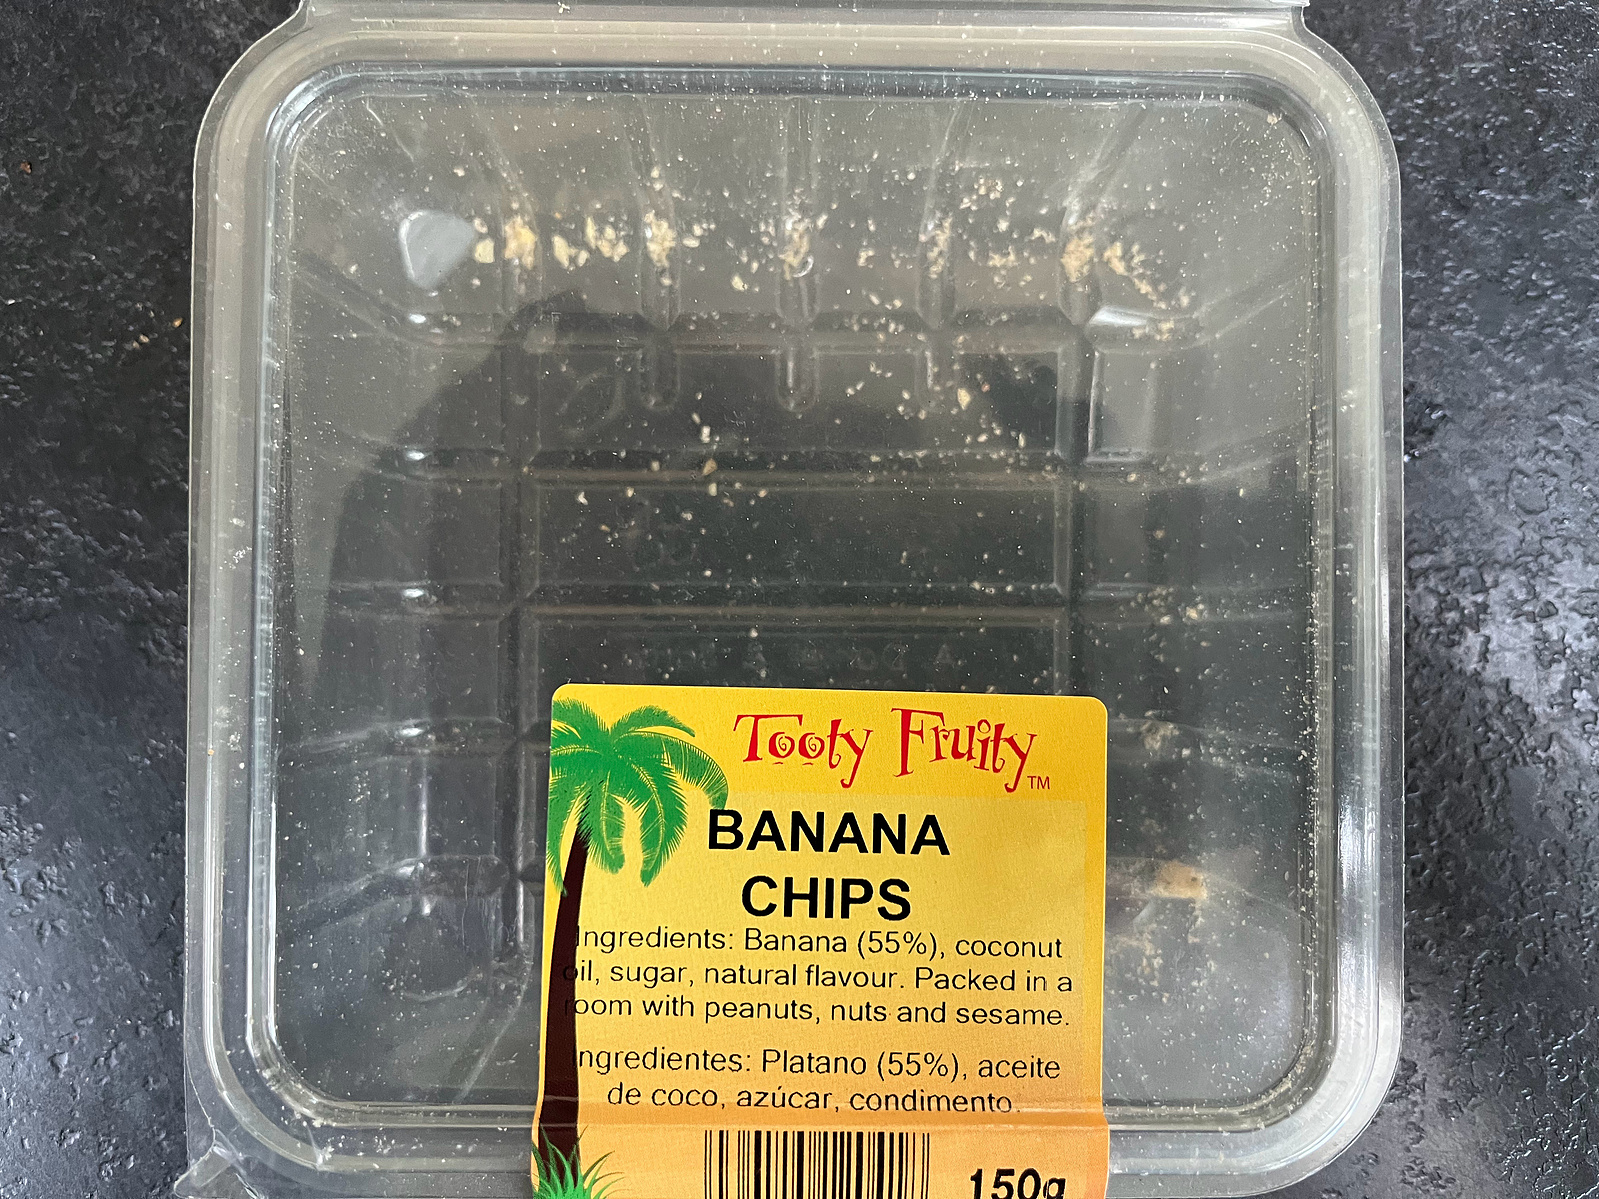 Tooty Fruity™
BANANA
CHIPS
Ingredients: Banana (55%), coconut
oil, sugar, natural flavour. Packed in a
room with peanuts, nuts and sesame.
Ingredientes: Platano (55%), aceite
de coco, azúcar, condimento.
150g